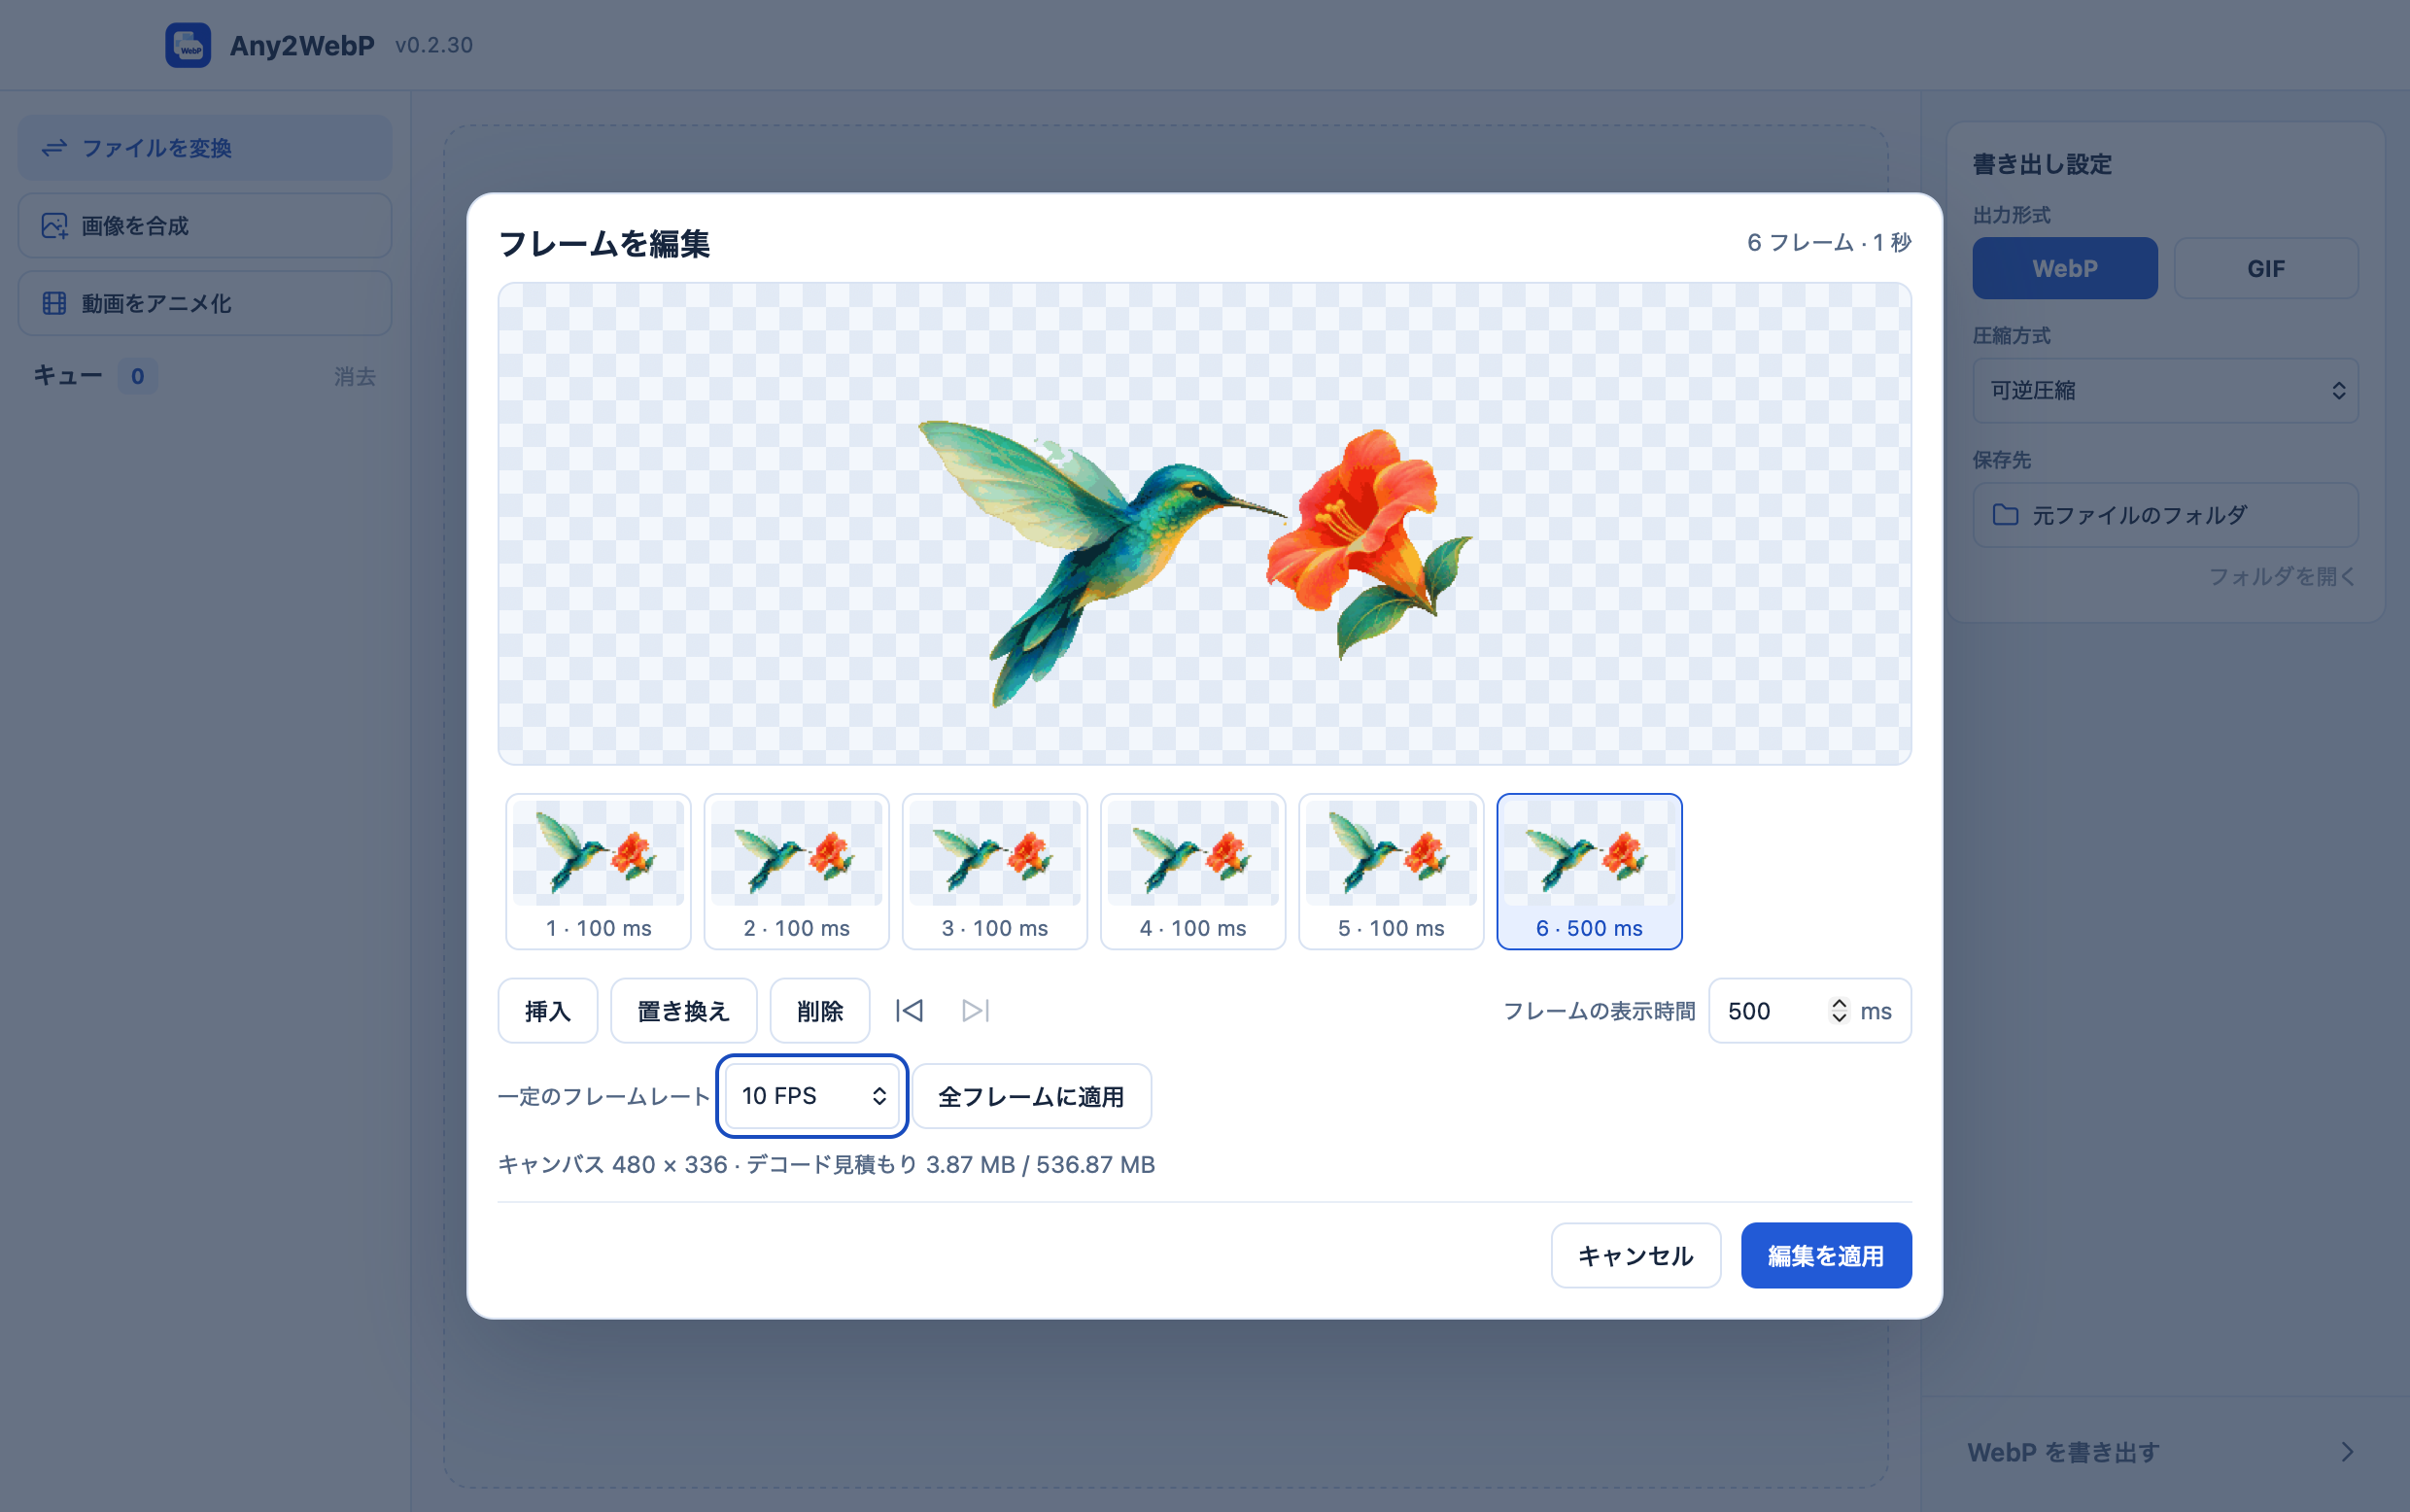 Any2WebP v0.2.30
ファイルを変換
画像を合成
動画をアニメ化
キュー 0 消去
フレームを編集
6 フレーム · 1 秒
1 · 100 ms
2 · 100 ms
3 · 100 ms
4 · 100 ms
5 · 100 ms
6 · 500 ms
挿入
置き換え
削除
フレームの表示時間 500 ms
一定のフレームレート 10 FPS 全フレームに適用
キャンバス 480 × 336 · デコード見積もり 3.87 MB / 536.87 MB
キャンセル
編集を適用
書き出し設定
出力形式
WebP
GIF
圧縮方式
可逆圧縮
保存先
元ファイルのフォルダ
フォルダを開く
WebP を書き出す